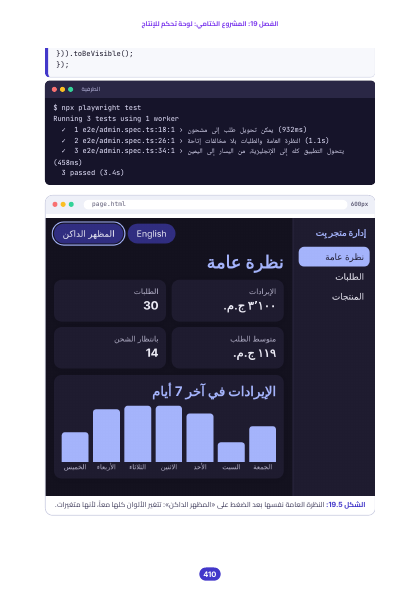 الفصل 19: المشروع الختامي: لوحة تحكم للإنتاج
})).toBeVisible();
});
الطرفية
$ npx playwright test
Running 3 tests using 1 worker
✓ 1 e2e/admin.spec.ts:18:1 › يمكن تحويل طلب إلى مشحون (932ms)
✓ 2 e2e/admin.spec.ts:26:1 › النظرة العامة والطلبات بلا مخالفات إتاحة (1.1s)
✓ 3 e2e/admin.spec.ts:34:1 › يتحول التطبيق كله إلى الإنجليزية، من اليسار إلى اليمين
(458ms)
3 passed (3.4s)
page.html
600px
إدارة متجر بِت
نظرة عامة
الطلبات
المنتجات
English
المظهر الداكن
نظرة عامة
الإيرادات
٣٬١٠٠ ج.م.
الطلبات
30
متوسط الطلب
١١٩ ج.م.
بانتظار الشحن
14
الإيرادات في آخر 7 أيام
الجمعة السبت الأحد الاثنين الثلاثاء الأربعاء الخميس
الشكل 19.5: النظرة العامة نفسها بعد الضغط على «المظهر الداكن»: تتغير الألوان كلها معاً، لأنها متغيرات.
410